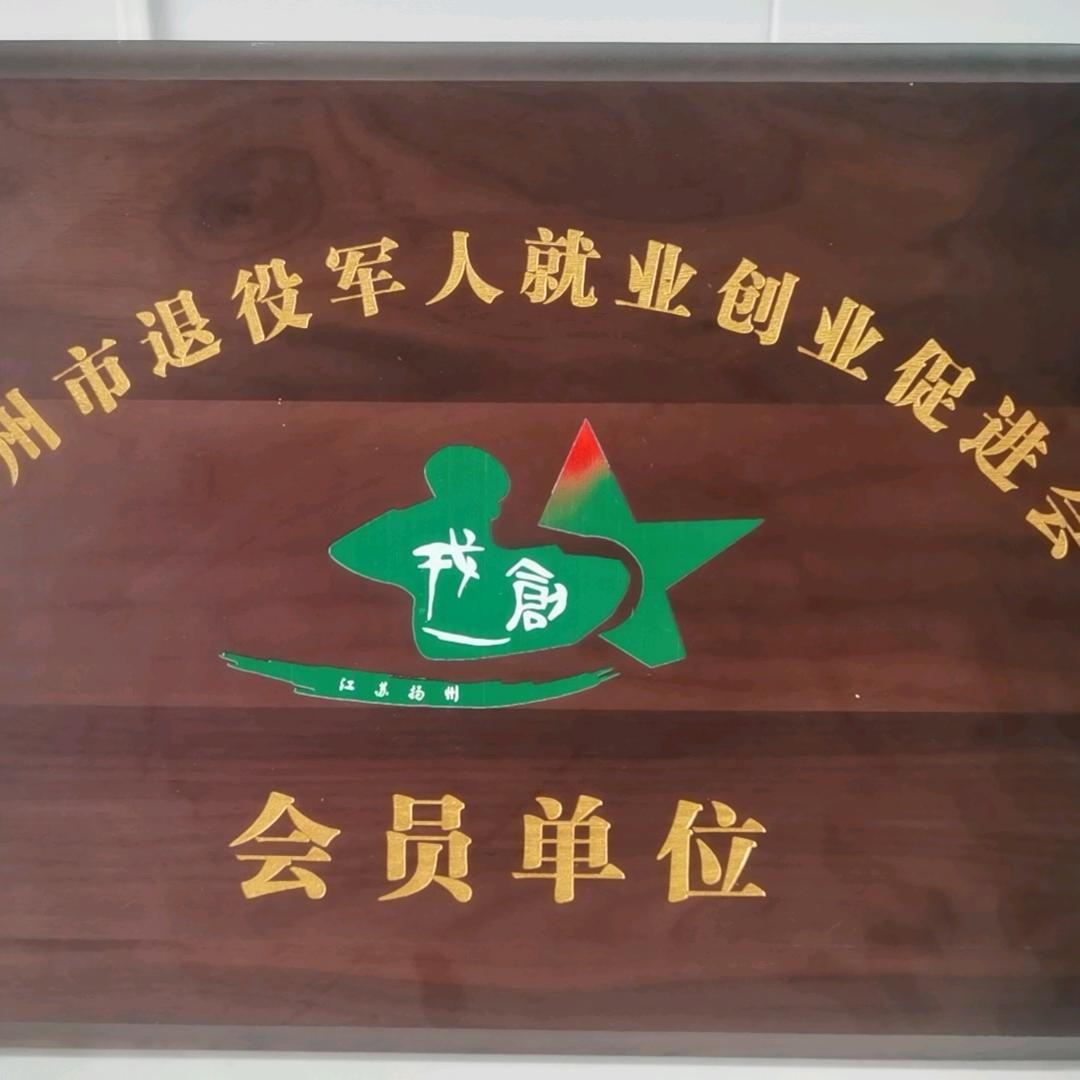 州市退役军人就业创业促进会
戎創
江苏扬州
会员单位